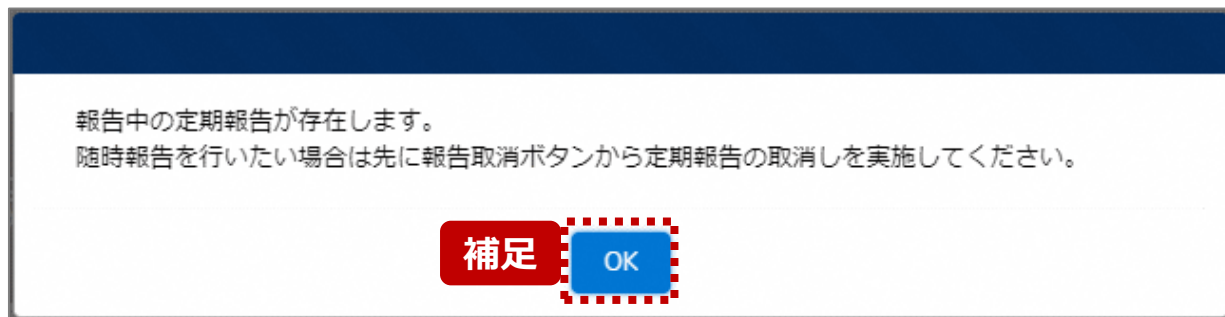 報告中の定期報告が存在します。
随時報告を行いたい場合は先に報告取消ボタンから定期報告の取消しを実施してください。
補足
OK